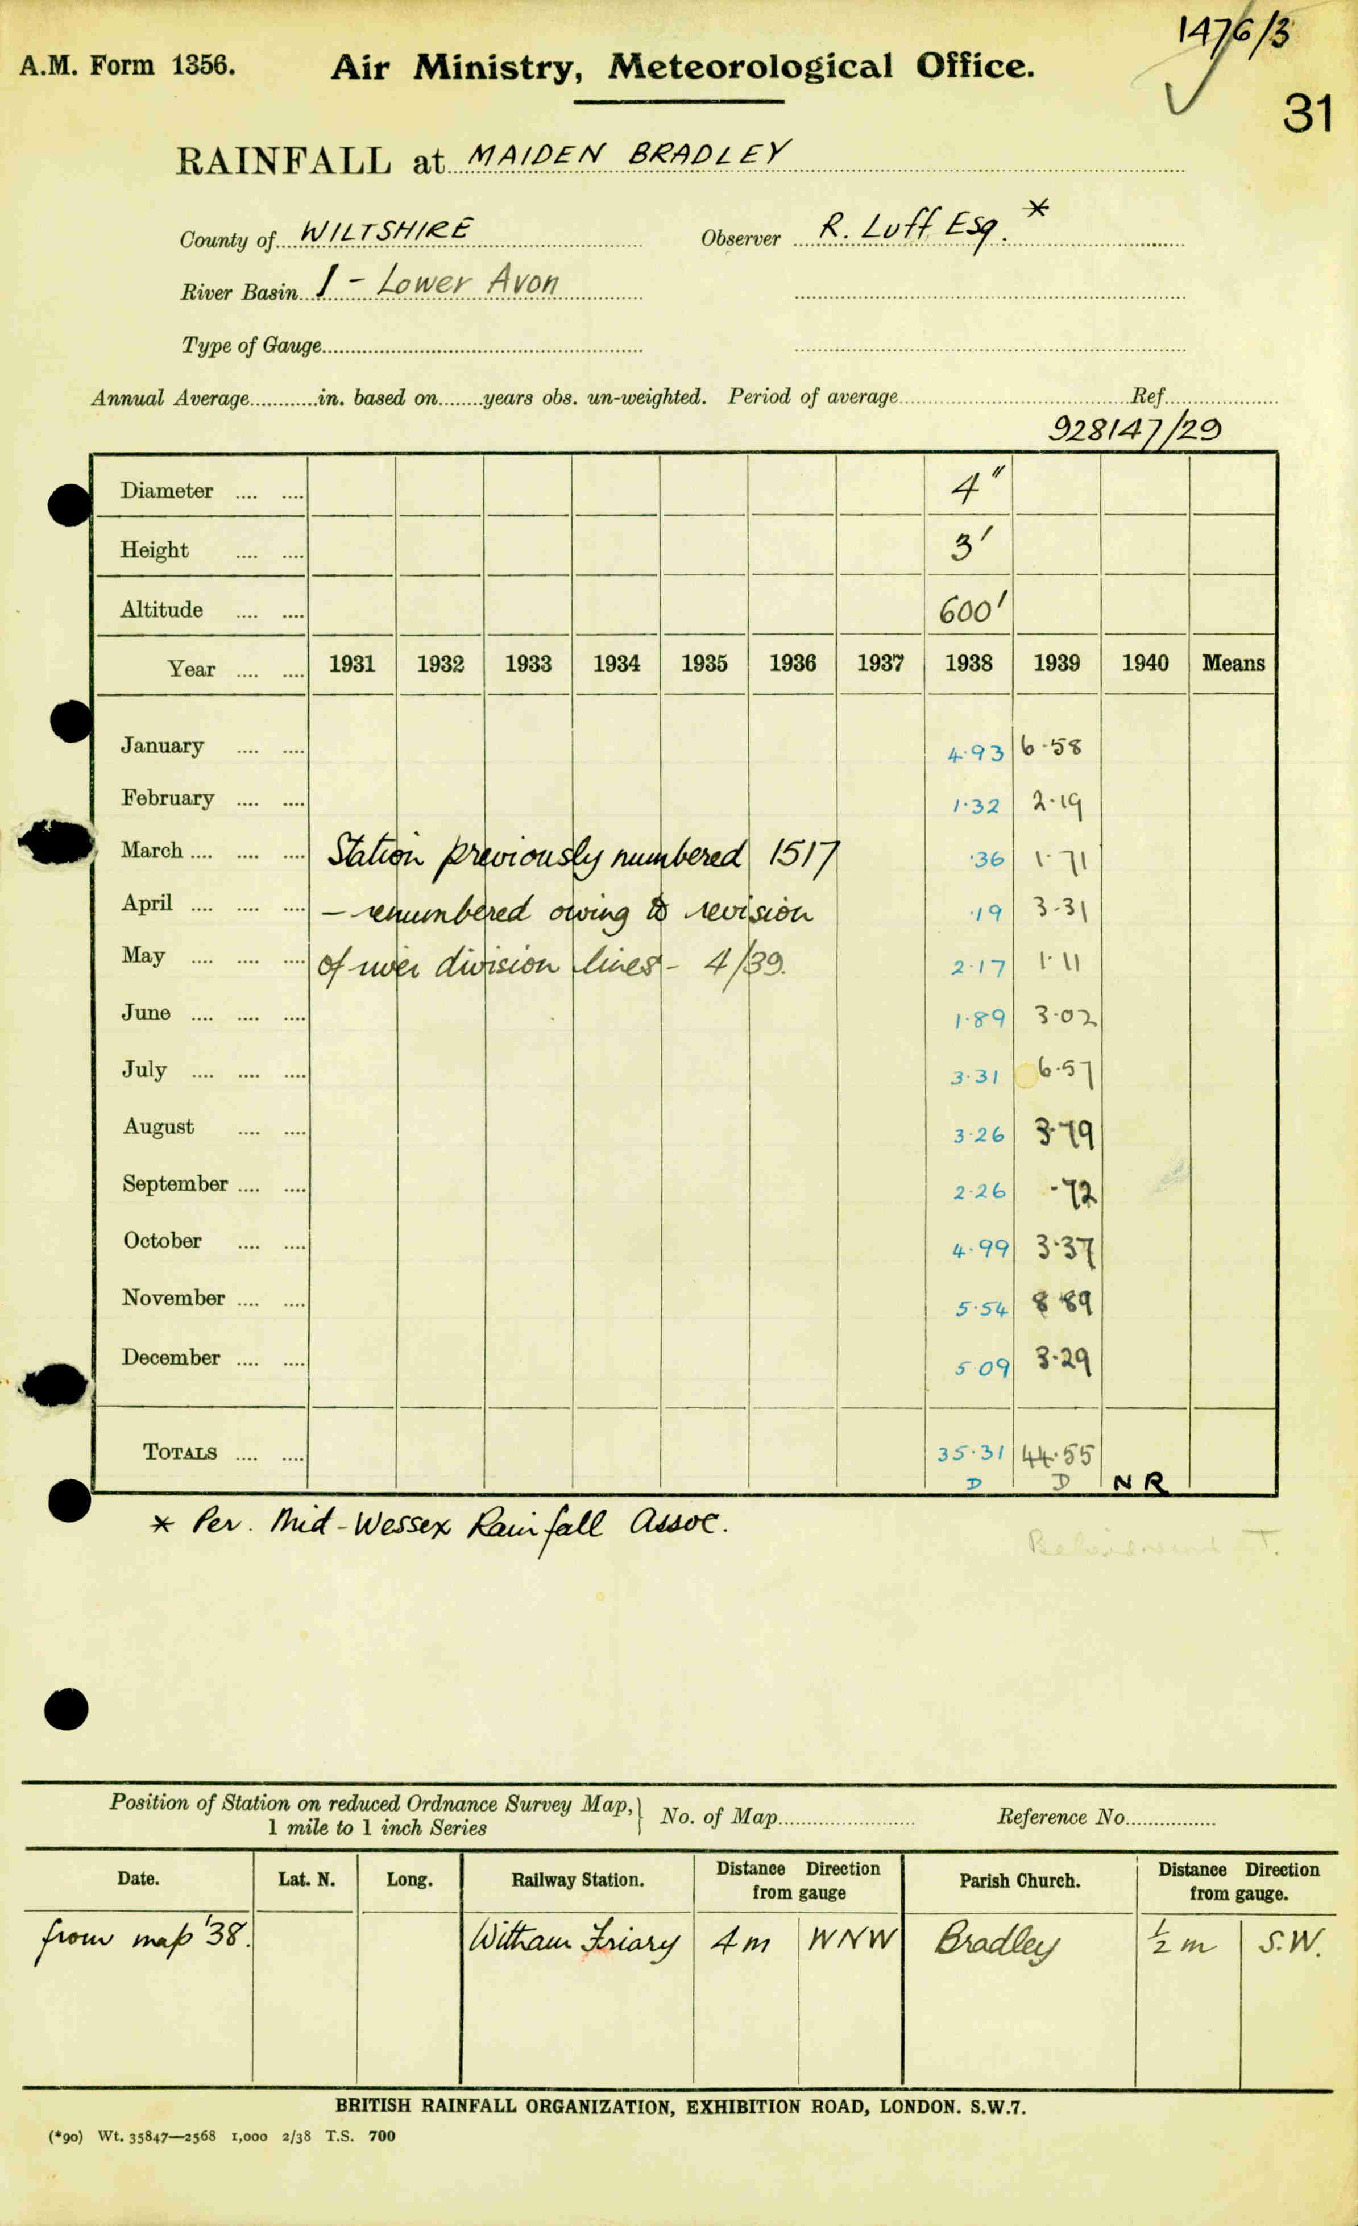 1476/3
A.M. Form 1356. Air Ministry, Meteorological Office.
31
RAINFALL at MAIDEN BRADLEY
County of WILTSHIRE Observer R. Luff Esq. *
River Basin 1 - Lower Avon
Type of Gauge
Annual Average............in. based on........years obs. un-weighted. Period of average Ref.
928147/29
Diameter .... .... 4"
Height .... .... 3'
Altitude .... .... 600'
Year .... .... 1931 1932 1933 1934 1935 1936 1937 1938 1939 1940 Means
January .... .... 4.93 6.58
February .... .... 1.32 2.19
March .... .... .... Station previously numbered 1517 .36 1.71
April .... .... .... - renumbered owing to revision .19 3.31
May .... .... .... of river division lines - 4/39. 2.17 1.11
June .... .... .... 1.89 3.02
July .... .... .... 3.31 6.57
August .... .... 3.26 3.79
September .... .... 2.26 .72
October .... .... 4.99 3.37
November .... .... 5.54 8.89
December .... .... 5.09 3.29
TOTALS .... .... 35.31 44.55
D D NR
* Per. Mid-Wessex Rainfall Assoc.
Position of Station on reduced Ordnance Survey Map, 1 mile to 1 inch Series } No. of Map Reference No.
Date. Lat. N. Long. Railway Station. Distance Direction from gauge Parish Church. Distance Direction from gauge.
from map '38. Witham Friary 4 m WNW Bradley ½ m S.W.
BRITISH RAINFALL ORGANIZATION, EXHIBITION ROAD, LONDON. S.W.7.
(*90) Wt. 35847—2568 1,000 2/38 T.S. 700